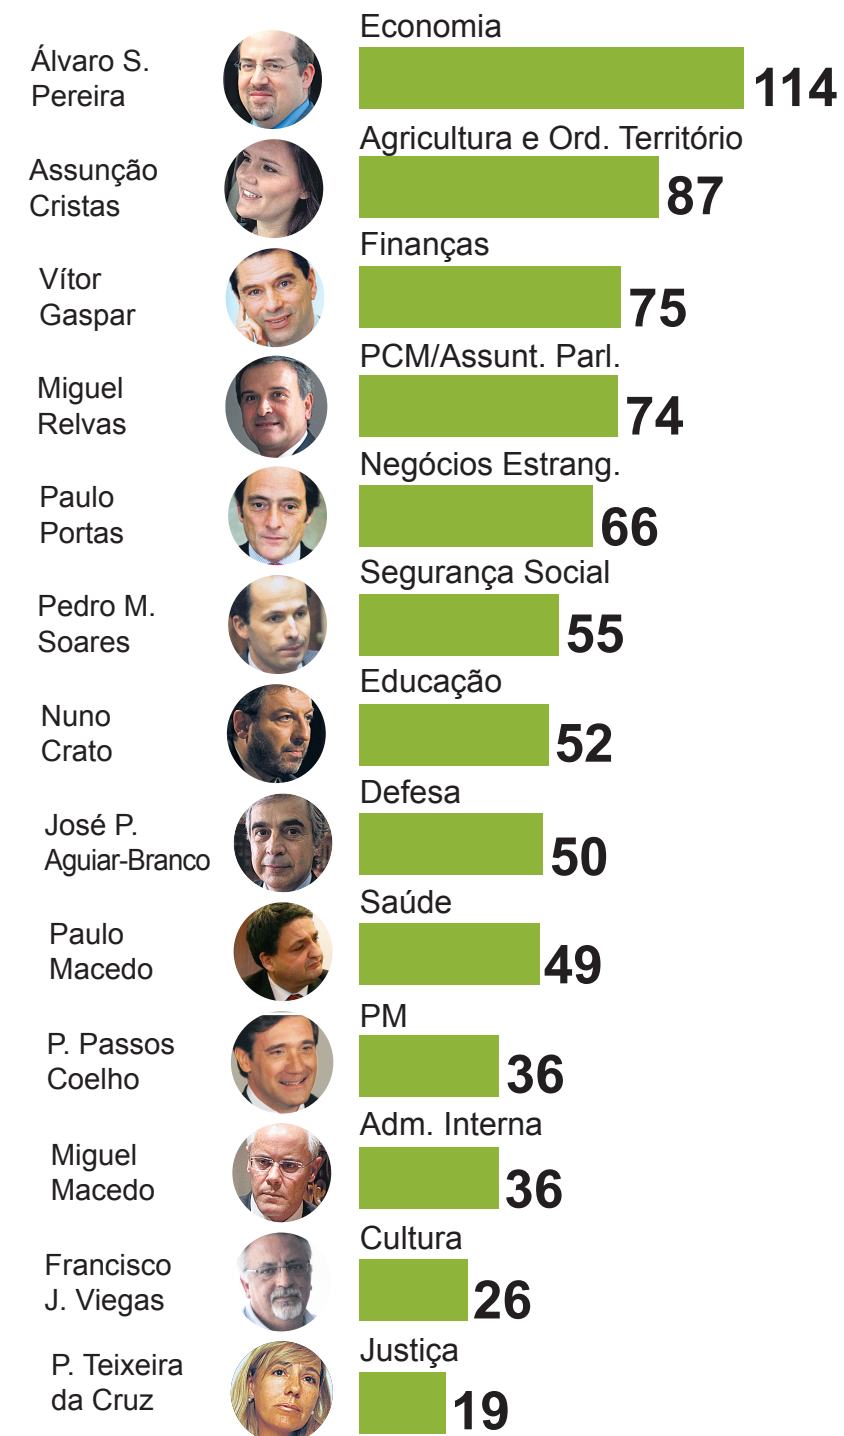 Economia
Álvaro S.
Pereira
114
Agricultura e Ord. Território
Assunção
Cristas
87
Finanças
Vítor
Gaspar
75
PCM/Assunt. Parl.
Miguel
Relvas
74
Negócios Estrang.
Paulo
Portas
66
Segurança Social
Pedro M.
Soares
55
Educação
Nuno
Crato
52
Defesa
José P.
Aguiar-Branco
50
Saúde
Paulo
Macedo
49
PM
P. Passos
Coelho
36
Adm. Interna
Miguel
Macedo
36
Cultura
Francisco
J. Viegas
26
Justiça
P. Teixeira
da Cruz
19